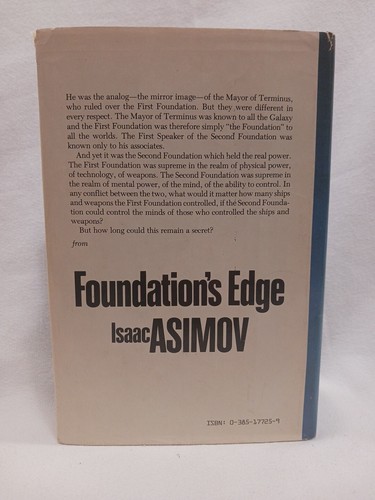 He was the analog—the mirror image—of the Mayor of Terminus,
who ruled over the First Foundation. But they were different in
every respect. The Mayor of Terminus was known to all the Galaxy
and the First Foundation was therefore simply "the Foundation" to
all the worlds. The First Speaker of the Second Foundation was
known only to his associates.
And yet it was the Second Foundation which held the real power.
The First Foundation was supreme in the realm of physical power,
of technology, of weapons. The Second Foundation was supreme in
the realm of mental power, of the mind, of the ability to control. In
any conflict between the two, what would it matter how many ships
and weapons the First Foundation controlled, if the Second Founda-
tion could control the minds of those who controlled the ships and
weapons?
But how long could this remain a secret?
from
Foundation's Edge
Isaac ASIMOV
ISBN: 0-385-17725-9